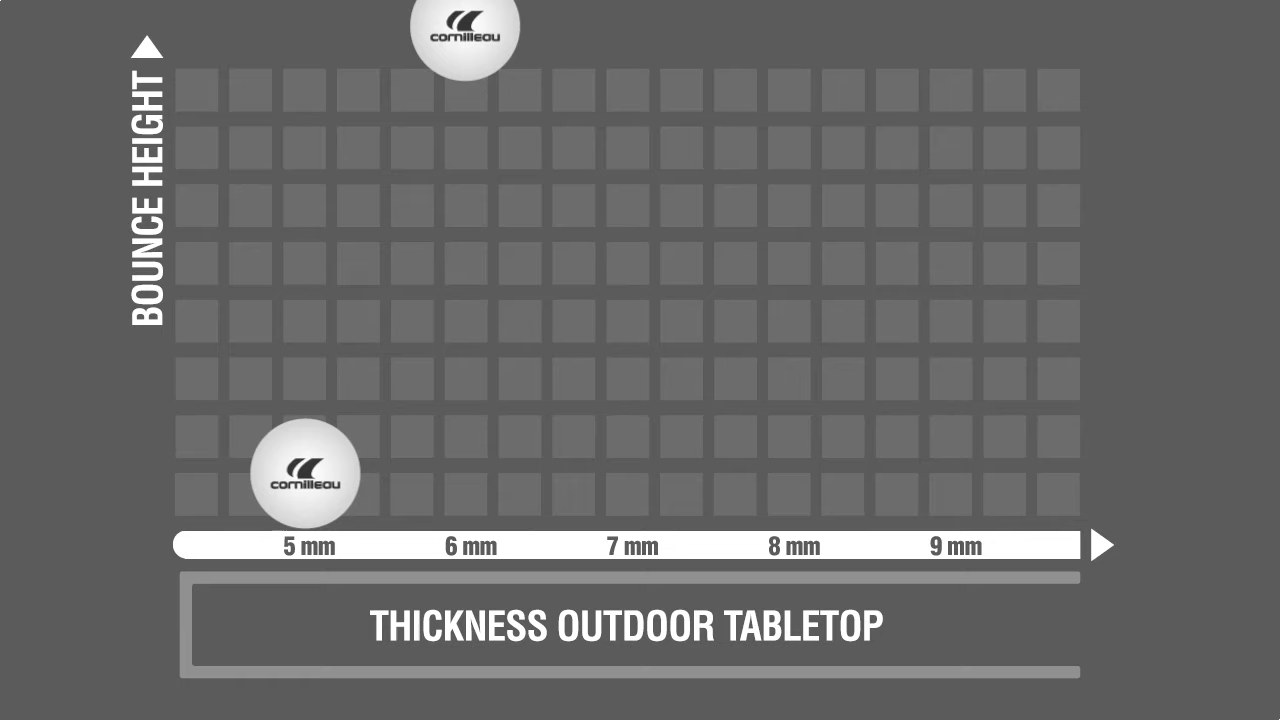 cornilleau
BOUNCE HEIGHT
cornilleau
5 mm
6 mm
7 mm
8 mm
9 mm
THICKNESS OUTDOOR TABLETOP